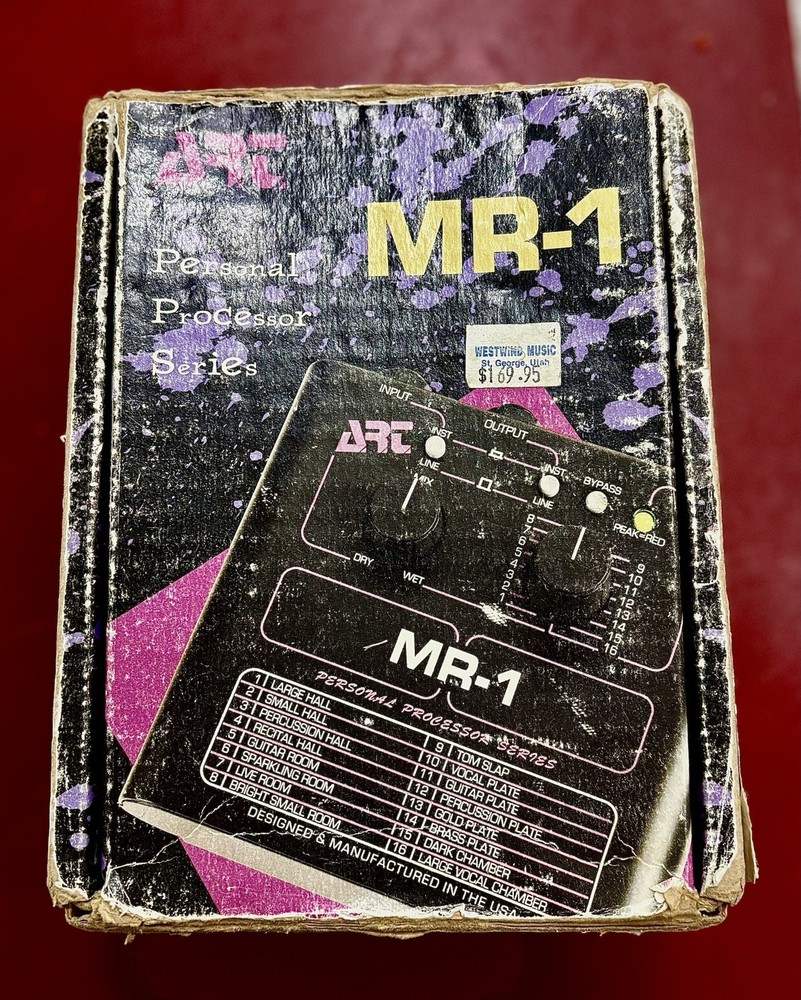 ART
MR-1
Personal
Processor
Series
WESTWIND MUSIC
St. George, Utah
$169.95
INPUT
OUTPUT
ART
INST
LINE
MIX
INST
LINE
BYPASS
PEAK=RED
DRY
WET
8
7
6
5
4
3
2
1
9
10
11
12
13
14
15
16
MR-1
PERSONAL PROCESSOR SERIES
1 LARGE HALL
2 SMALL HALL
3 PERCUSSION HALL
4 RECITAL HALL
5 GUITAR ROOM
6 SPARKLING ROOM
7 LIVE ROOM
8 BRIGHT SMALL ROOM
9 TOM SLAP
10 VOCAL PLATE
11 GUITAR PLATE
12 PERCUSSION PLATE
13 GOLD PLATE
14 BRASS PLATE
15 DARK CHAMBER
16 LARGE VOCAL CHAMBER
DESIGNED & MANUFACTURED IN THE USA